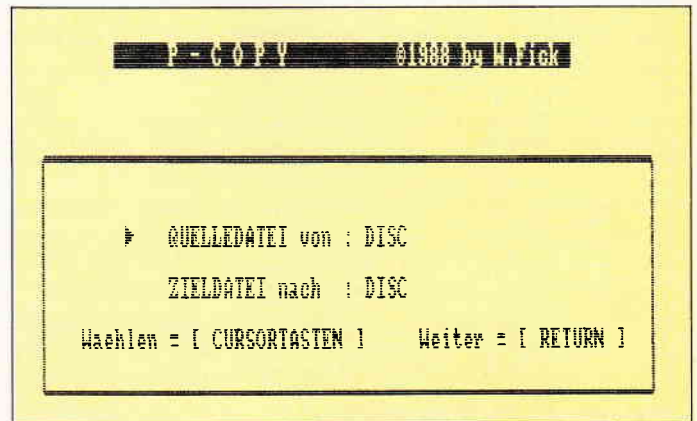 P - C O P Y ©1988 by W.Fick
QUELLEDATEI von : DISC
ZIELDATEI nach : DISC
Waehlen = [ CURSORTASTEN ] Weiter = [ RETURN ]